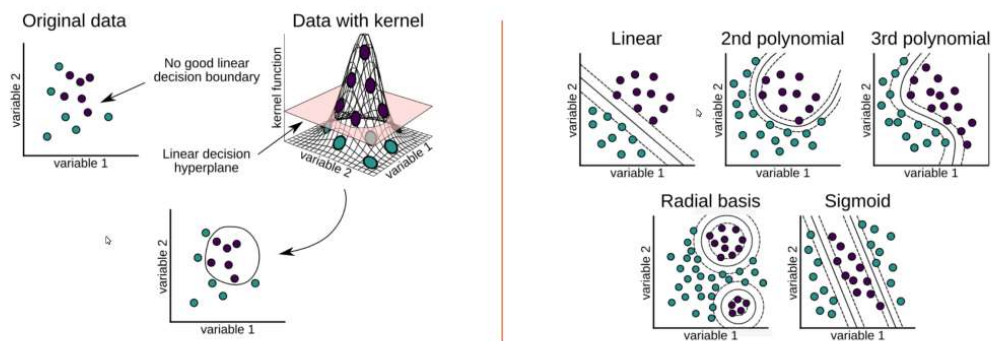 Original data
Data with kernel
No good linear
decision boundary
variable 2
variable 1
kernel function
Linear decision
hyperplane
variable 2
variable 1
variable 2
variable 1
Linear
2nd polynomial
3rd polynomial
variable 2
variable 1
variable 2
variable 1
variable 2
variable 1
Radial basis
Sigmoid
variable 2
variable 1
variable 2
variable 1